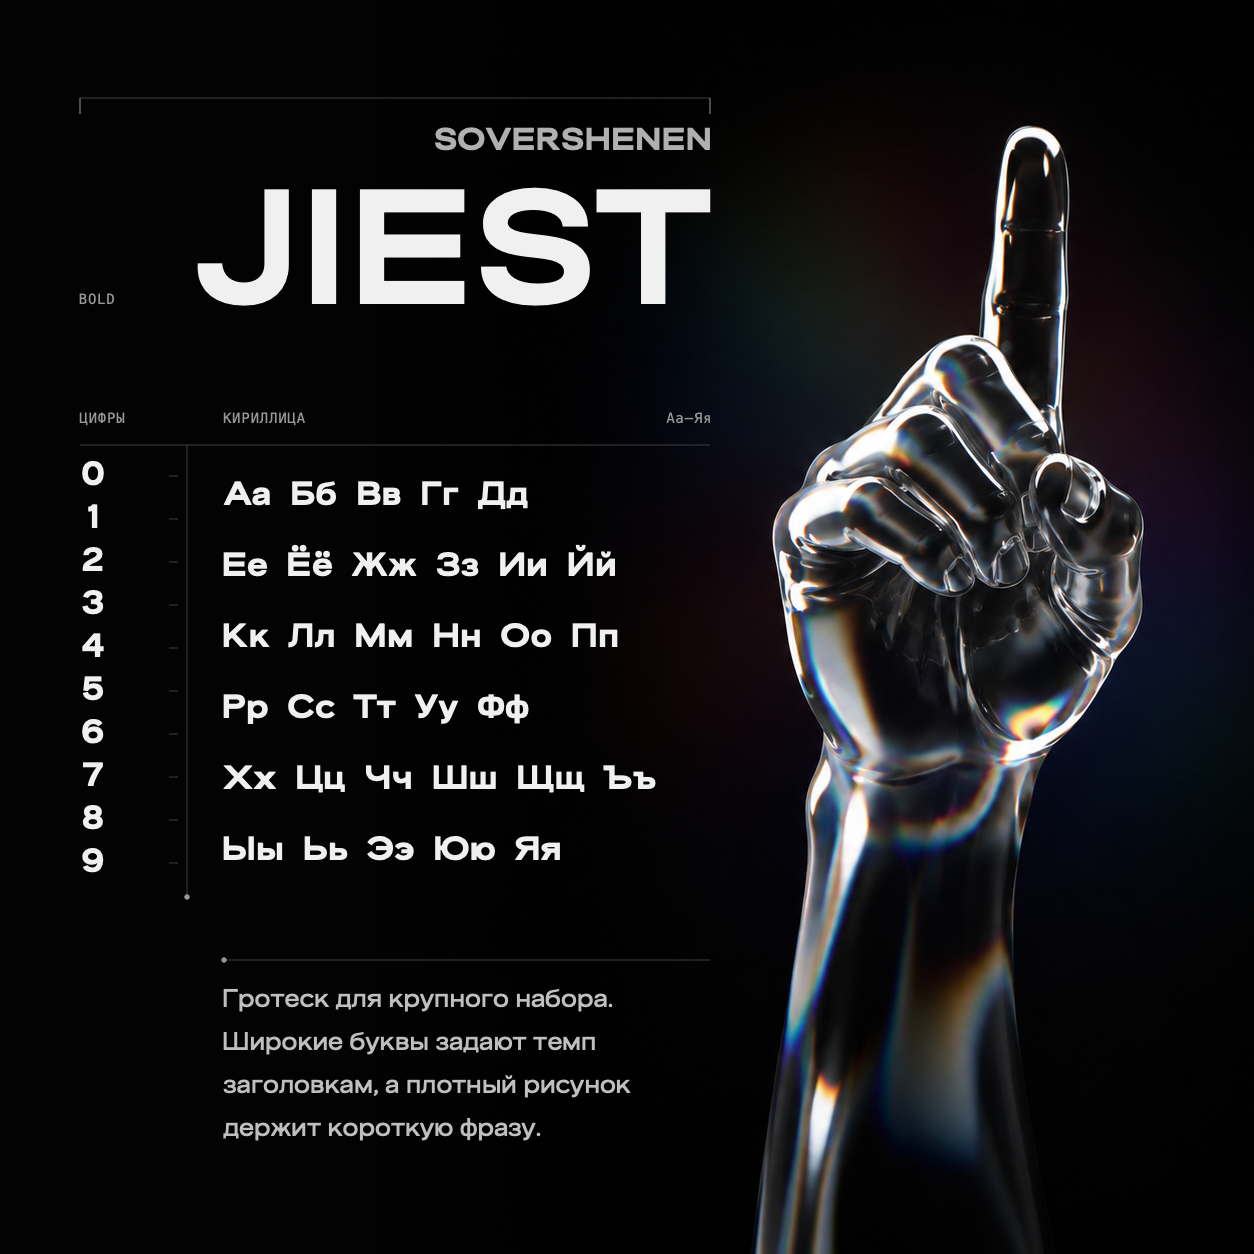 SOVERSHENEN
JIEST
BOLD
ЦИФРЫ
0
1
2
3
4
5
6
7
8
9
КИРИЛЛИЦА Aa—Яя
Аа Бб Вв Гг Дд
Ее Ёё Жж Зз Ии Йй
Кк Лл Мм Нн Оо Пп
Рр Сс Тт Уу Фф
Хх Цц Чч Шш Щщ Ъъ
Ыы Ьь Ээ Юю Яя
Гротеск для крупного набора.
Широкие буквы задают темп
заголовкам, а плотный рисунок
держит короткую фразу.